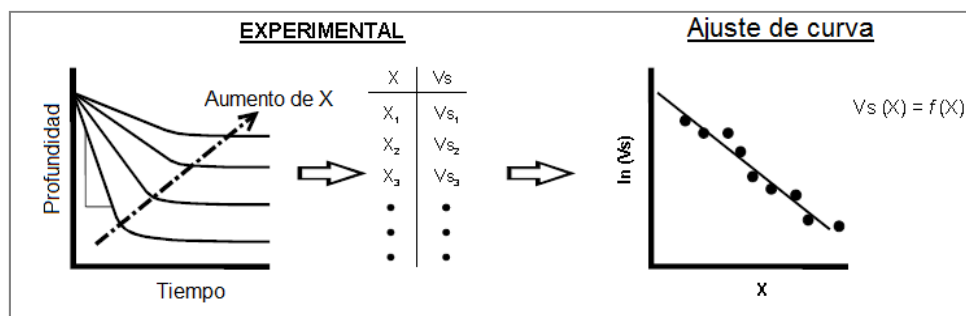 EXPERIMENTAL
Profundidad
Aumento de X
Tiempo
X Vs
X₁ Vs₁
X₂ Vs₂
X₃ Vs₃
Ajuste de curva
Vs (X) = f (X)
ln (Vs)
X